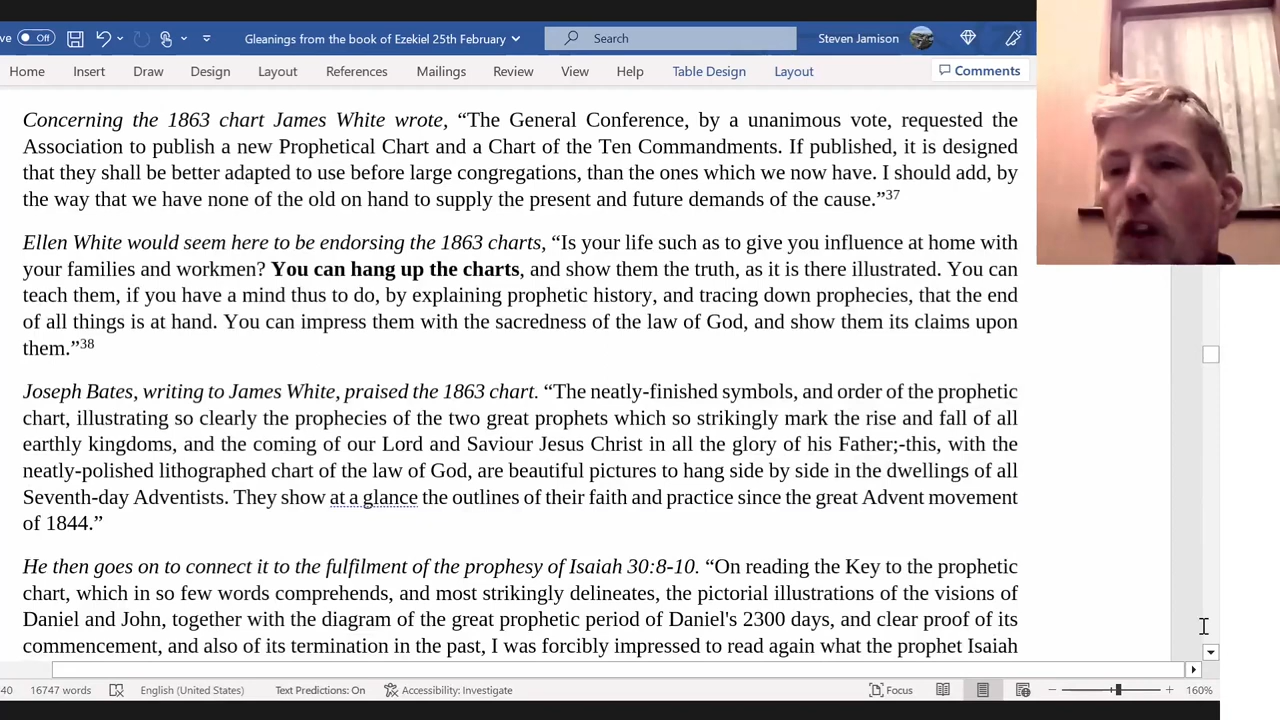 ve Off Gleanings from the book of Ezekiel 25th February Search Steven Jamison
Home Insert Draw Design Layout References Mailings Review View Help Table Design Layout Comments
Concerning the 1863 chart James White wrote, “The General Conference, by a unanimous vote, requested the
Association to publish a new Prophetical Chart and a Chart of the Ten Commandments. If published, it is designed
that they shall be better adapted to use before large congregations, than the ones which we now have. I should add, by
the way that we have none of the old on hand to supply the present and future demands of the cause.”37
Ellen White would seem here to be endorsing the 1863 charts, “Is your life such as to give you influence at home with
your families and workmen? You can hang up the charts, and show them the truth, as it is there illustrated. You can
teach them, if you have a mind thus to do, by explaining prophetic history, and tracing down prophecies, that the end
of all things is at hand. You can impress them with the sacredness of the law of God, and show them its claims upon
them.”38
Joseph Bates, writing to James White, praised the 1863 chart. “The neatly-finished symbols, and order of the prophetic
chart, illustrating so clearly the prophecies of the two great prophets which so strikingly mark the rise and fall of all
earthly kingdoms, and the coming of our Lord and Saviour Jesus Christ in all the glory of his Father;-this, with the
neatly-polished lithographed chart of the law of God, are beautiful pictures to hang side by side in the dwellings of all
Seventh-day Adventists. They show at a glance the outlines of their faith and practice since the great Advent movement
of 1844.”
He then goes on to connect it to the fulfilment of the prophesy of Isaiah 30:8-10. “On reading the Key to the prophetic
chart, which in so few words comprehends, and most strikingly delineates, the pictorial illustrations of the visions of
Daniel and John, together with the diagram of the great prophetic period of Daniel's 2300 days, and clear proof of its
commencement, and also of its termination in the past, I was forcibly impressed to read again what the prophet Isaiah
40 16747 words English (United States) Text Predictions: On Accessibility: Investigate Focus 160%